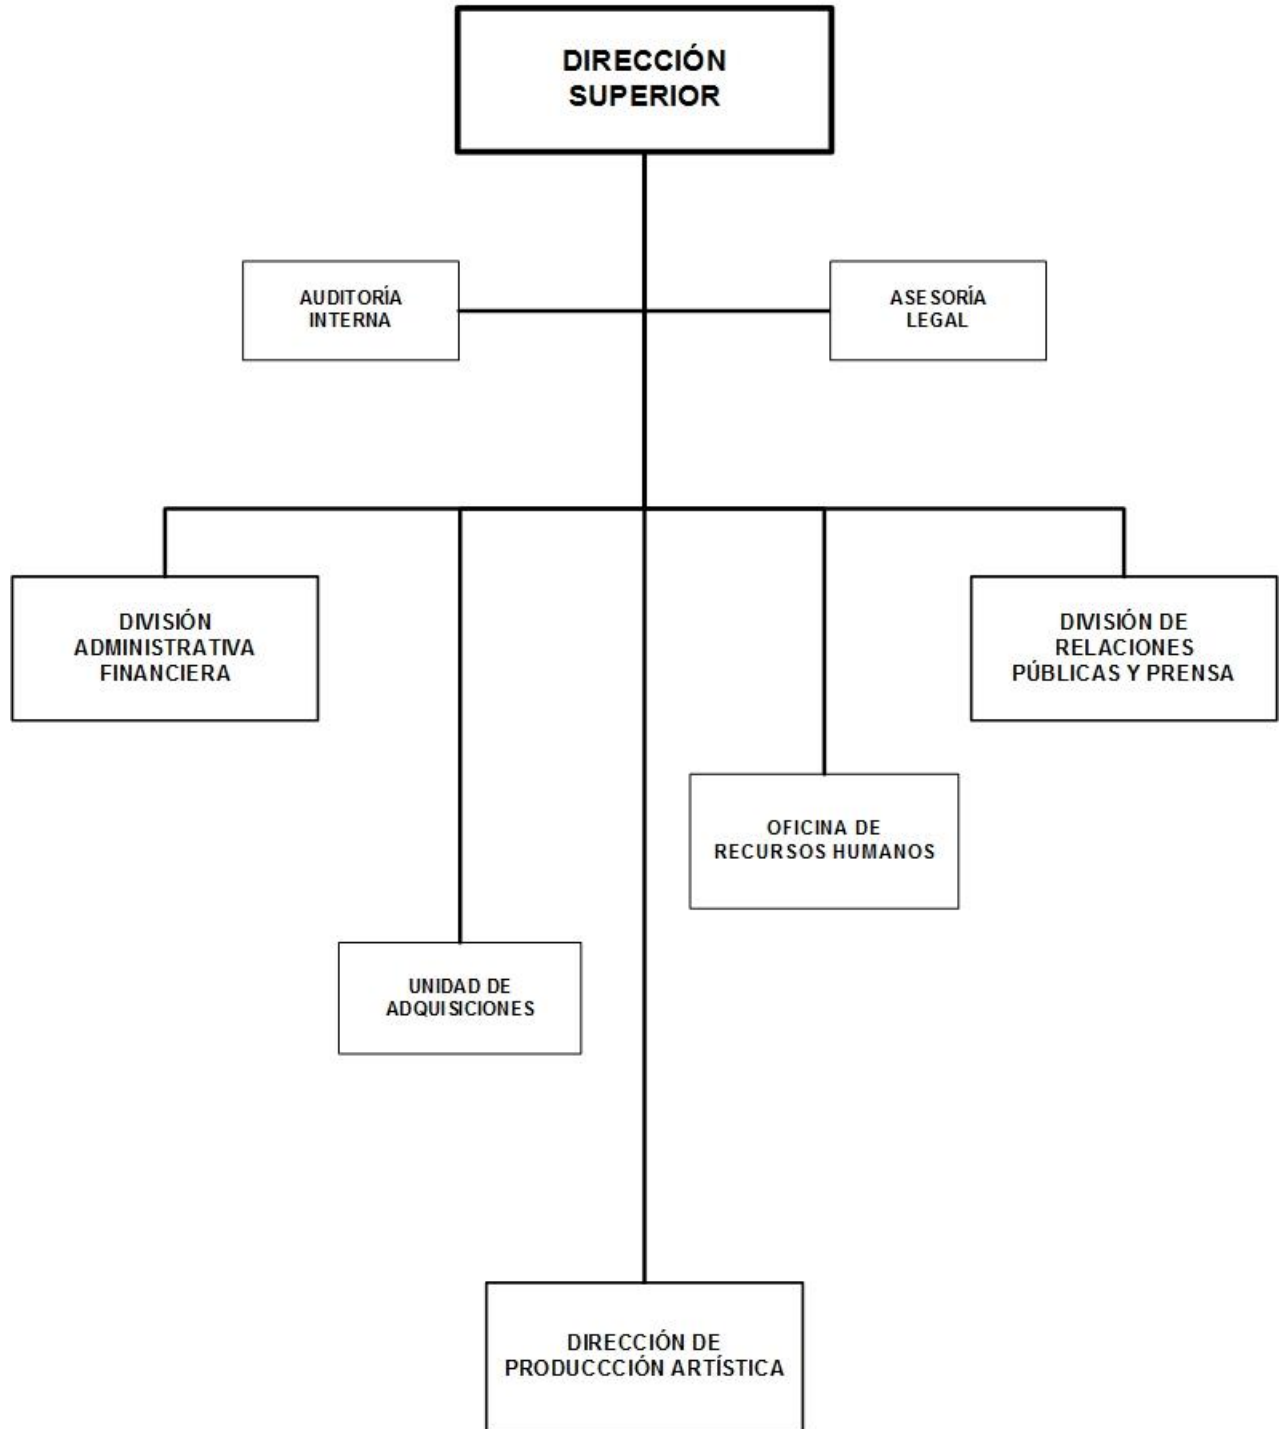 DIRECCIÓN
SUPERIOR
AUDITORÍA
INTERNA
ASESORÍA
LEGAL
DIVISIÓN
ADMINISTRATIVA
FINANCIERA
DIVISIÓN DE
RELACIONES
PÚBLICAS Y PRENSA
OFICINA DE
RECURSOS HUMANOS
UNIDAD DE
ADQUISICIONES
DIRECCIÓN DE
PRODUCCCIÓN ARTÍSTICA